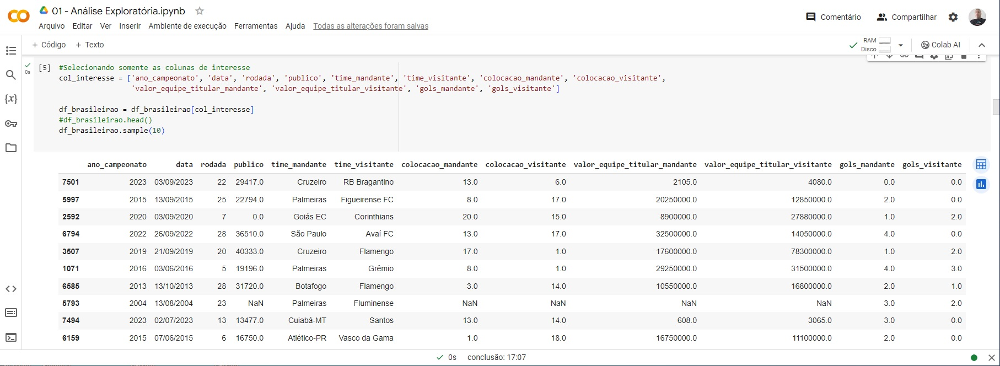 01 - Análise Exploratória.ipynb
Comentário Compartilhar
Arquivo Editar Ver Inserir Ambiente de execução Ferramentas Ajuda Todas as alterações foram salvas
+ Código + Texto
RAM
Disco
Colab AI
0s
[5]
#Selecionando somente as colunas de interesse
col_interesse = ['ano_campeonato', 'data', 'rodada', 'publico', 'time_mandante', 'time_visitante', 'colocacao_mandante', 'colocacao_visitante',
'valor_equipe_titular_mandante', 'valor_equipe_titular_visitante', 'gols_mandante', 'gols_visitante']
df_brasileirao = df_brasileirao[col_interesse]
#df_brasileirao.head()
df_brasileirao.sample(10)
ano_campeonato data rodada publico time_mandante time_visitante colocacao_mandante colocacao_visitante valor_equipe_titular_mandante valor_equipe_titular_visitante gols_mandante gols_visitante
7501 2023 03/09/2023 22 29417.0 Cruzeiro RB Bragantino 13.0 6.0 2105.0 4080.0 0.0 0.0
5997 2015 13/09/2015 25 22794.0 Palmeiras Figueirense FC 8.0 17.0 20250000.0 12850000.0 2.0 0.0
2592 2020 03/09/2020 7 0.0 Goiás EC Corinthians 20.0 15.0 8900000.0 27880000.0 1.0 2.0
6794 2022 26/09/2022 28 36510.0 São Paulo Avaí FC 13.0 17.0 32500000.0 14050000.0 4.0 0.0
3507 2019 21/09/2019 20 40333.0 Cruzeiro Flamengo 17.0 1.0 17600000.0 78300000.0 1.0 2.0
1071 2016 03/06/2016 5 19196.0 Palmeiras Grêmio 8.0 1.0 29250000.0 31500000.0 4.0 3.0
6585 2013 13/10/2013 28 31720.0 Botafogo Flamengo 3.0 14.0 10550000.0 16800000.0 2.0 1.0
5793 2004 13/08/2004 23 NaN Palmeiras Fluminense NaN NaN NaN NaN 3.0 2.0
7494 2023 02/07/2023 13 13477.0 Cuiabá-MT Santos 13.0 14.0 608.0 3065.0 3.0 0.0
6159 2015 07/06/2015 6 16750.0 Atlético-PR Vasco da Gama 1.0 18.0 16750000.0 11100000.0 2.0 0.0
0s conclusão: 17:07